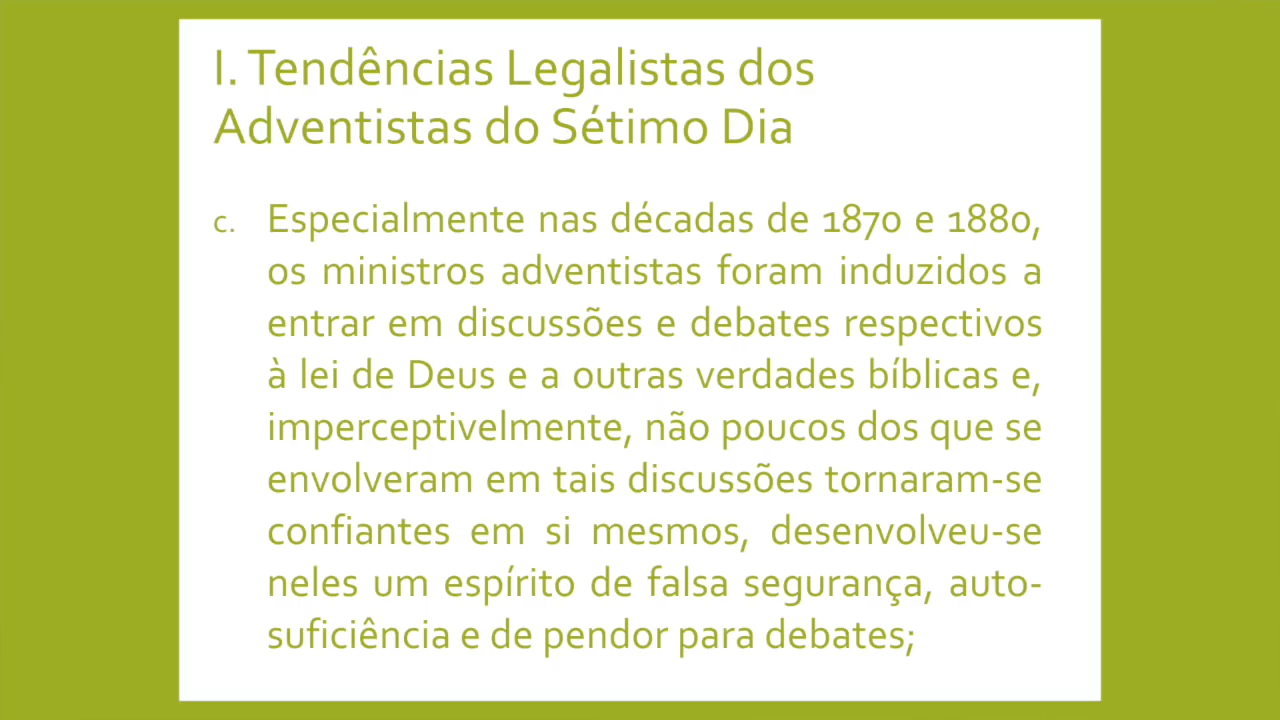 I. Tendências Legalistas dos
Adventistas do Sétimo Dia
c. Especialmente nas décadas de 1870 e 1880,
os ministros adventistas foram induzidos a
entrar em discussões e debates respectivos
à lei de Deus e a outras verdades bíblicas e,
imperceptivelmente, não poucos dos que se
envolveram em tais discussões tornaram-se
confiantes em si mesmos, desenvolveu-se
neles um espírito de falsa segurança, auto-
suficiência e de pendor para debates;